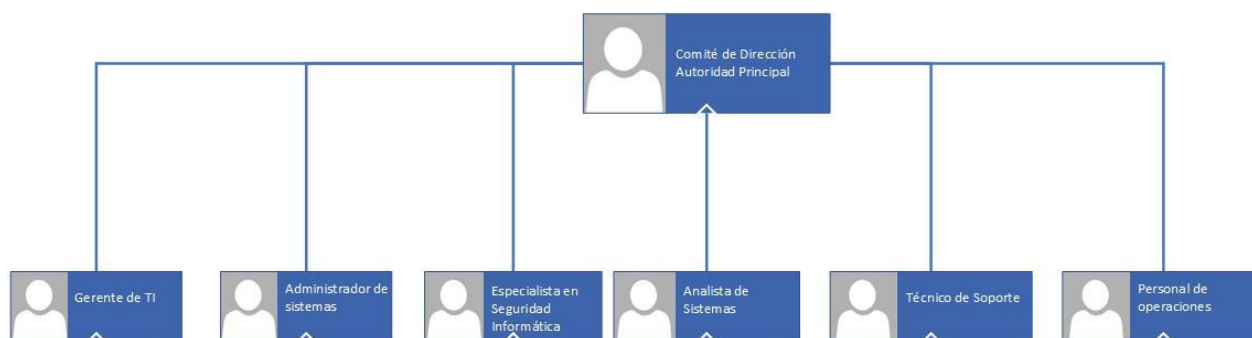 Comité de Dirección
Autoridad Principal
Gerente de TI
Administrador de
sistemas
Especialista en
Seguridad
Informática
Analista de
Sistemas
Técnico de Soporte
Personal de
operaciones